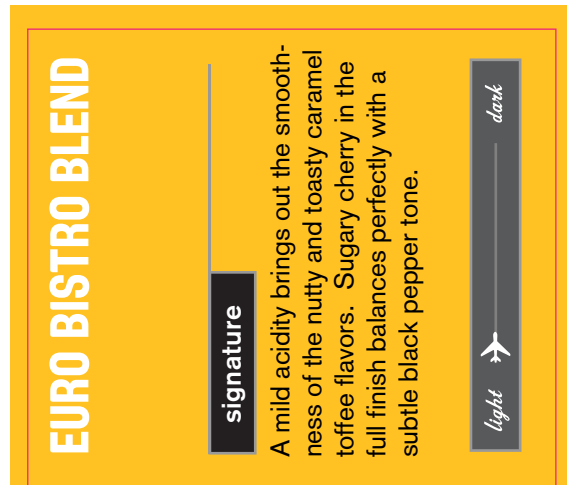 EURO BISTRO BLEND
signature
A mild acidity brings out the smooth-
ness of the nutty and toasty caramel
toffee flavors.  Sugary cherry in the
full finish balances perfectly with a
subtle black pepper tone.
light dark